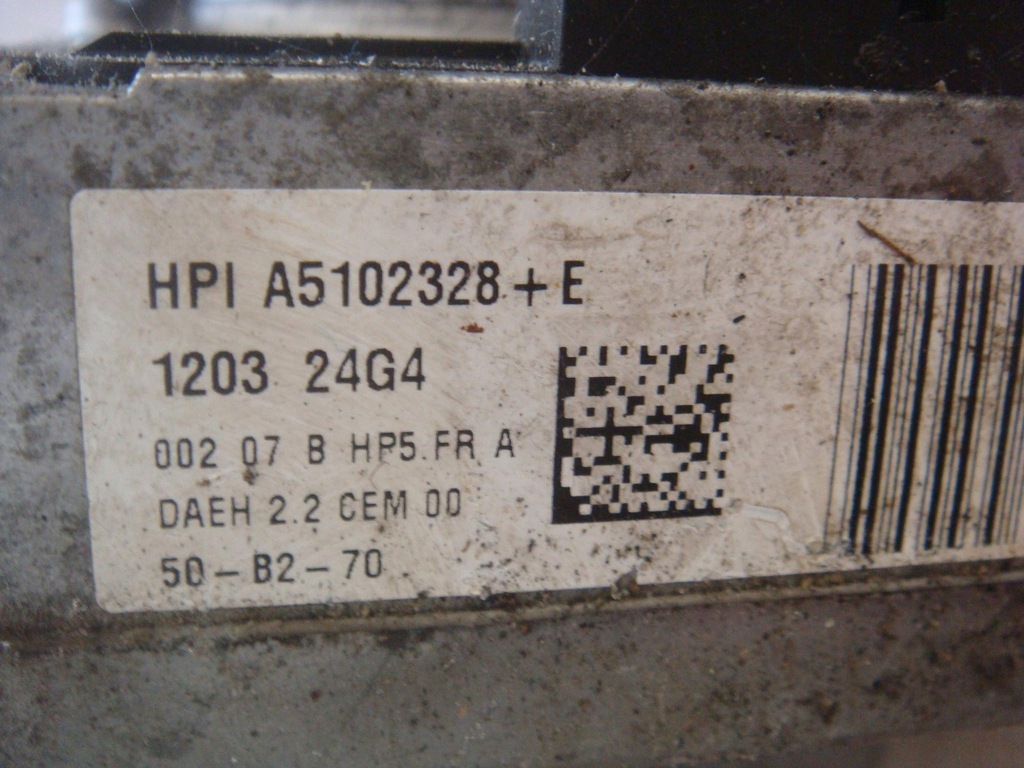 HPI A5102328+E
1203 24G4
002 07 B HP5.FR A
DAEH 2.2 CEM 00
50-B2-70